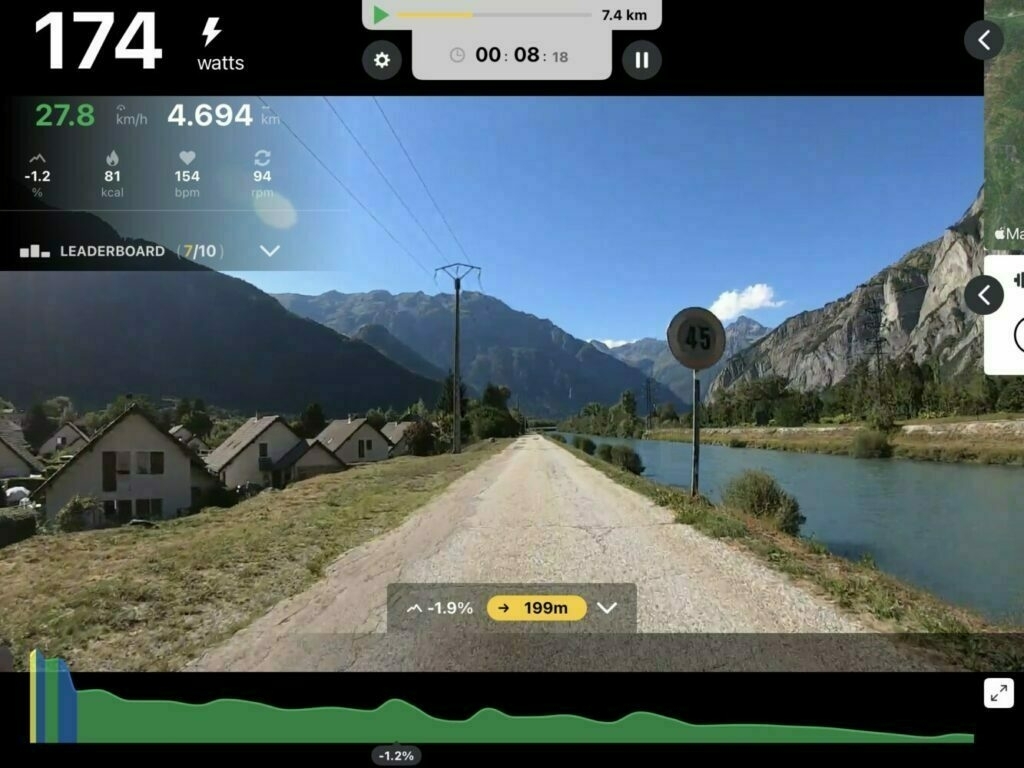 174
watts
7.4 km
00: 08: 18
27.8 km/h 4.694 km
-1.2
%
81
kcal
154
bpm
94
rpm
LEADERBOARD (7/10)
45
-1.9% → 199m
-1.2%